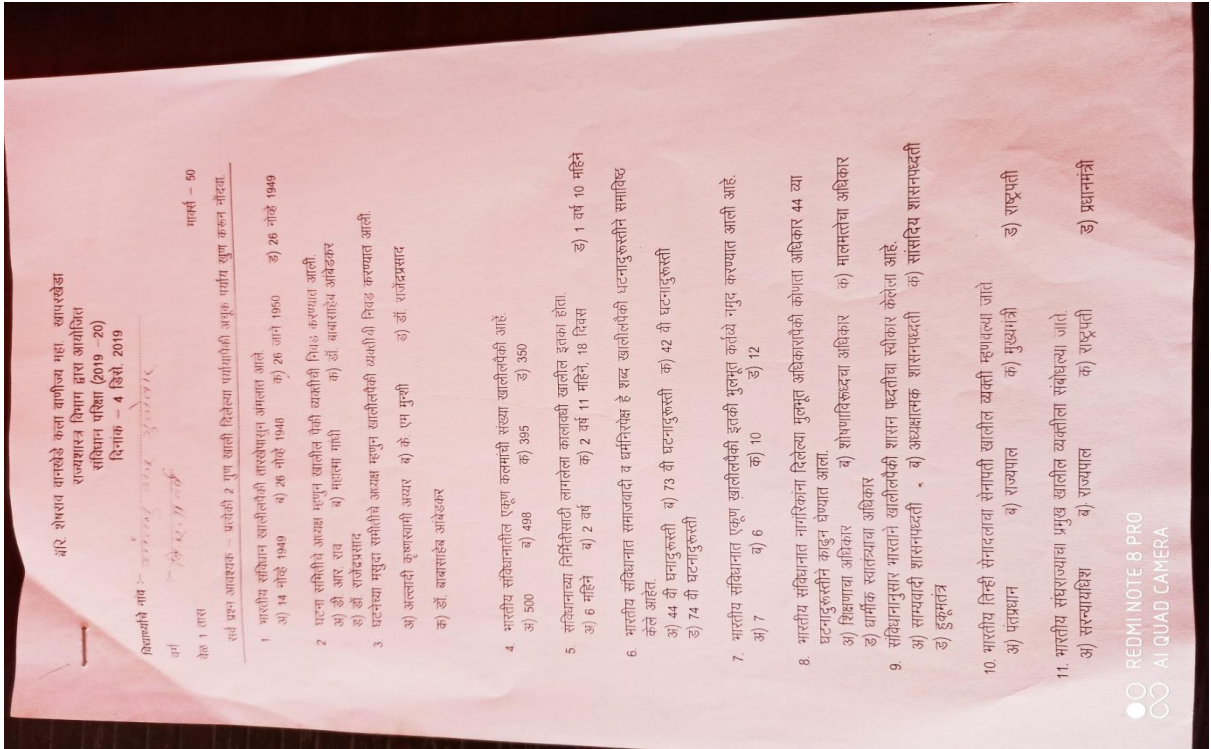 बॅरि. शेषराव वानखेडे कला वाणीज्य महा. खापरखेडा
राज्यशास्त्र विभाग द्वारा आयोजित
संविधान परिक्षा (2019 –20)
दिनांक – 4 डिसें. 2019
विद्यार्थ्याचे नांव :-
वर्ग :-
वेळ 1 तास मार्क्स – 50
सर्व प्रश्न आवश्यक – प्रत्येकी 2 गुण खाली दिलेल्या पर्यायापैकी अचुक पर्याय खुण करून नोंदवा.
1 भारतीय संविधान खालीलपैकी तारखेपासुन अमलात आले.
अ) 14 नोव्हें 1949 ब) 26 नोव्हें 1948 क) 26 जाने 1950 ड) 26 नोव्हें 1949
2 घटना समितीचे अध्यक्ष म्हणुन खालील पैकी व्यक्तीची निवड करण्यात आली.
अ) डी. आर. राव ब) महात्मा गांधी क) डॉ. बाबासाहेब आंबेडकर
ड) डॉ. राजेंद्रप्रसाद
3 घटनेच्या मसुदा समीतीचे अध्यक्ष म्हणुन खालीलपैकी व्यक्तीची निवड करण्यात आली.
अ) अल्लादी कृष्णस्वामी अय्यर ब) के. एम मुन्शी ड) डॉ. राजेंद्रप्रसाद
क) डॉ. बाबासाहेब आंबेडकर
4. भारतीय संविधानातील एकूण कलमाची संख्या खालीलपैकी आहे.
अ) 500 ब) 498 क) 395 ड) 350
5. संविधानाच्या निर्मितीसाठी लागलेला कालावधी खालील इतका होता.
अ) 6 महिने ब) 2 वर्ष क) 2 वर्ष 11 महिने, 18 दिवस ड) 1 वर्ष 10 महिने
6. भारतीय संविधानात समाजवादी व धर्मनिरपेक्ष हे शब्द खालीलपैकी घटनादुरूस्तीने समाविष्ठ
केले आहेत.
अ) 44 वी घनादुरूस्ती ब) 73 वी घटनादुरूस्ती क) 42 वी घटनादुरूस्ती
ड) 74 वी घटनादुरूस्ती
7. भारतीय संविधानात एकूण खालीलपैकी इतकी मुलमूत कर्तव्ये नमुद करण्यात आली आहे.
अ) 7 ब) 6 क) 10 ड) 12
8. भारतीय संविधानात नागरिकांना दिलेल्या मुलमूत अधिकारापैकी कोणता अधिकार 44 व्या
घटनादुरूस्तीने काढुन घेण्यात आला.
अ) शिक्षणाचा अधिकार ब) शोषणाविरूध्दचा अधिकार क) मालमत्तेचा अधिकार
ड) धार्मीक स्वातंत्र्याचा अधिकार
9. संविधानानुसार भारताने खालीलपैकी शासन पध्दतीचा स्वीकार केलेला आहे.
अ) साम्यवादी शासनपध्दती ब) अध्यक्षात्मक शासनपध्दती क) सांसदिय शासनपध्दती
ड) हुकूमतंत्र
10. भारतीय तिन्ही सेनादलाचा सेनापती खालील व्यक्ती म्हणवल्या जाते.
अ) पंतप्रधान ब) राज्यपाल क) मुख्यमंत्री ड) राष्ट्रपती
11. भारतीय संघराज्याचा प्रमुख खालील व्यक्तीला संबोधल्या जाते.
अ) सरन्यायधिश ब) राज्यपाल क) राष्ट्रपती ड) प्रधानमंत्री
REDMI NOTE 8 PRO
AI QUAD CAMERA